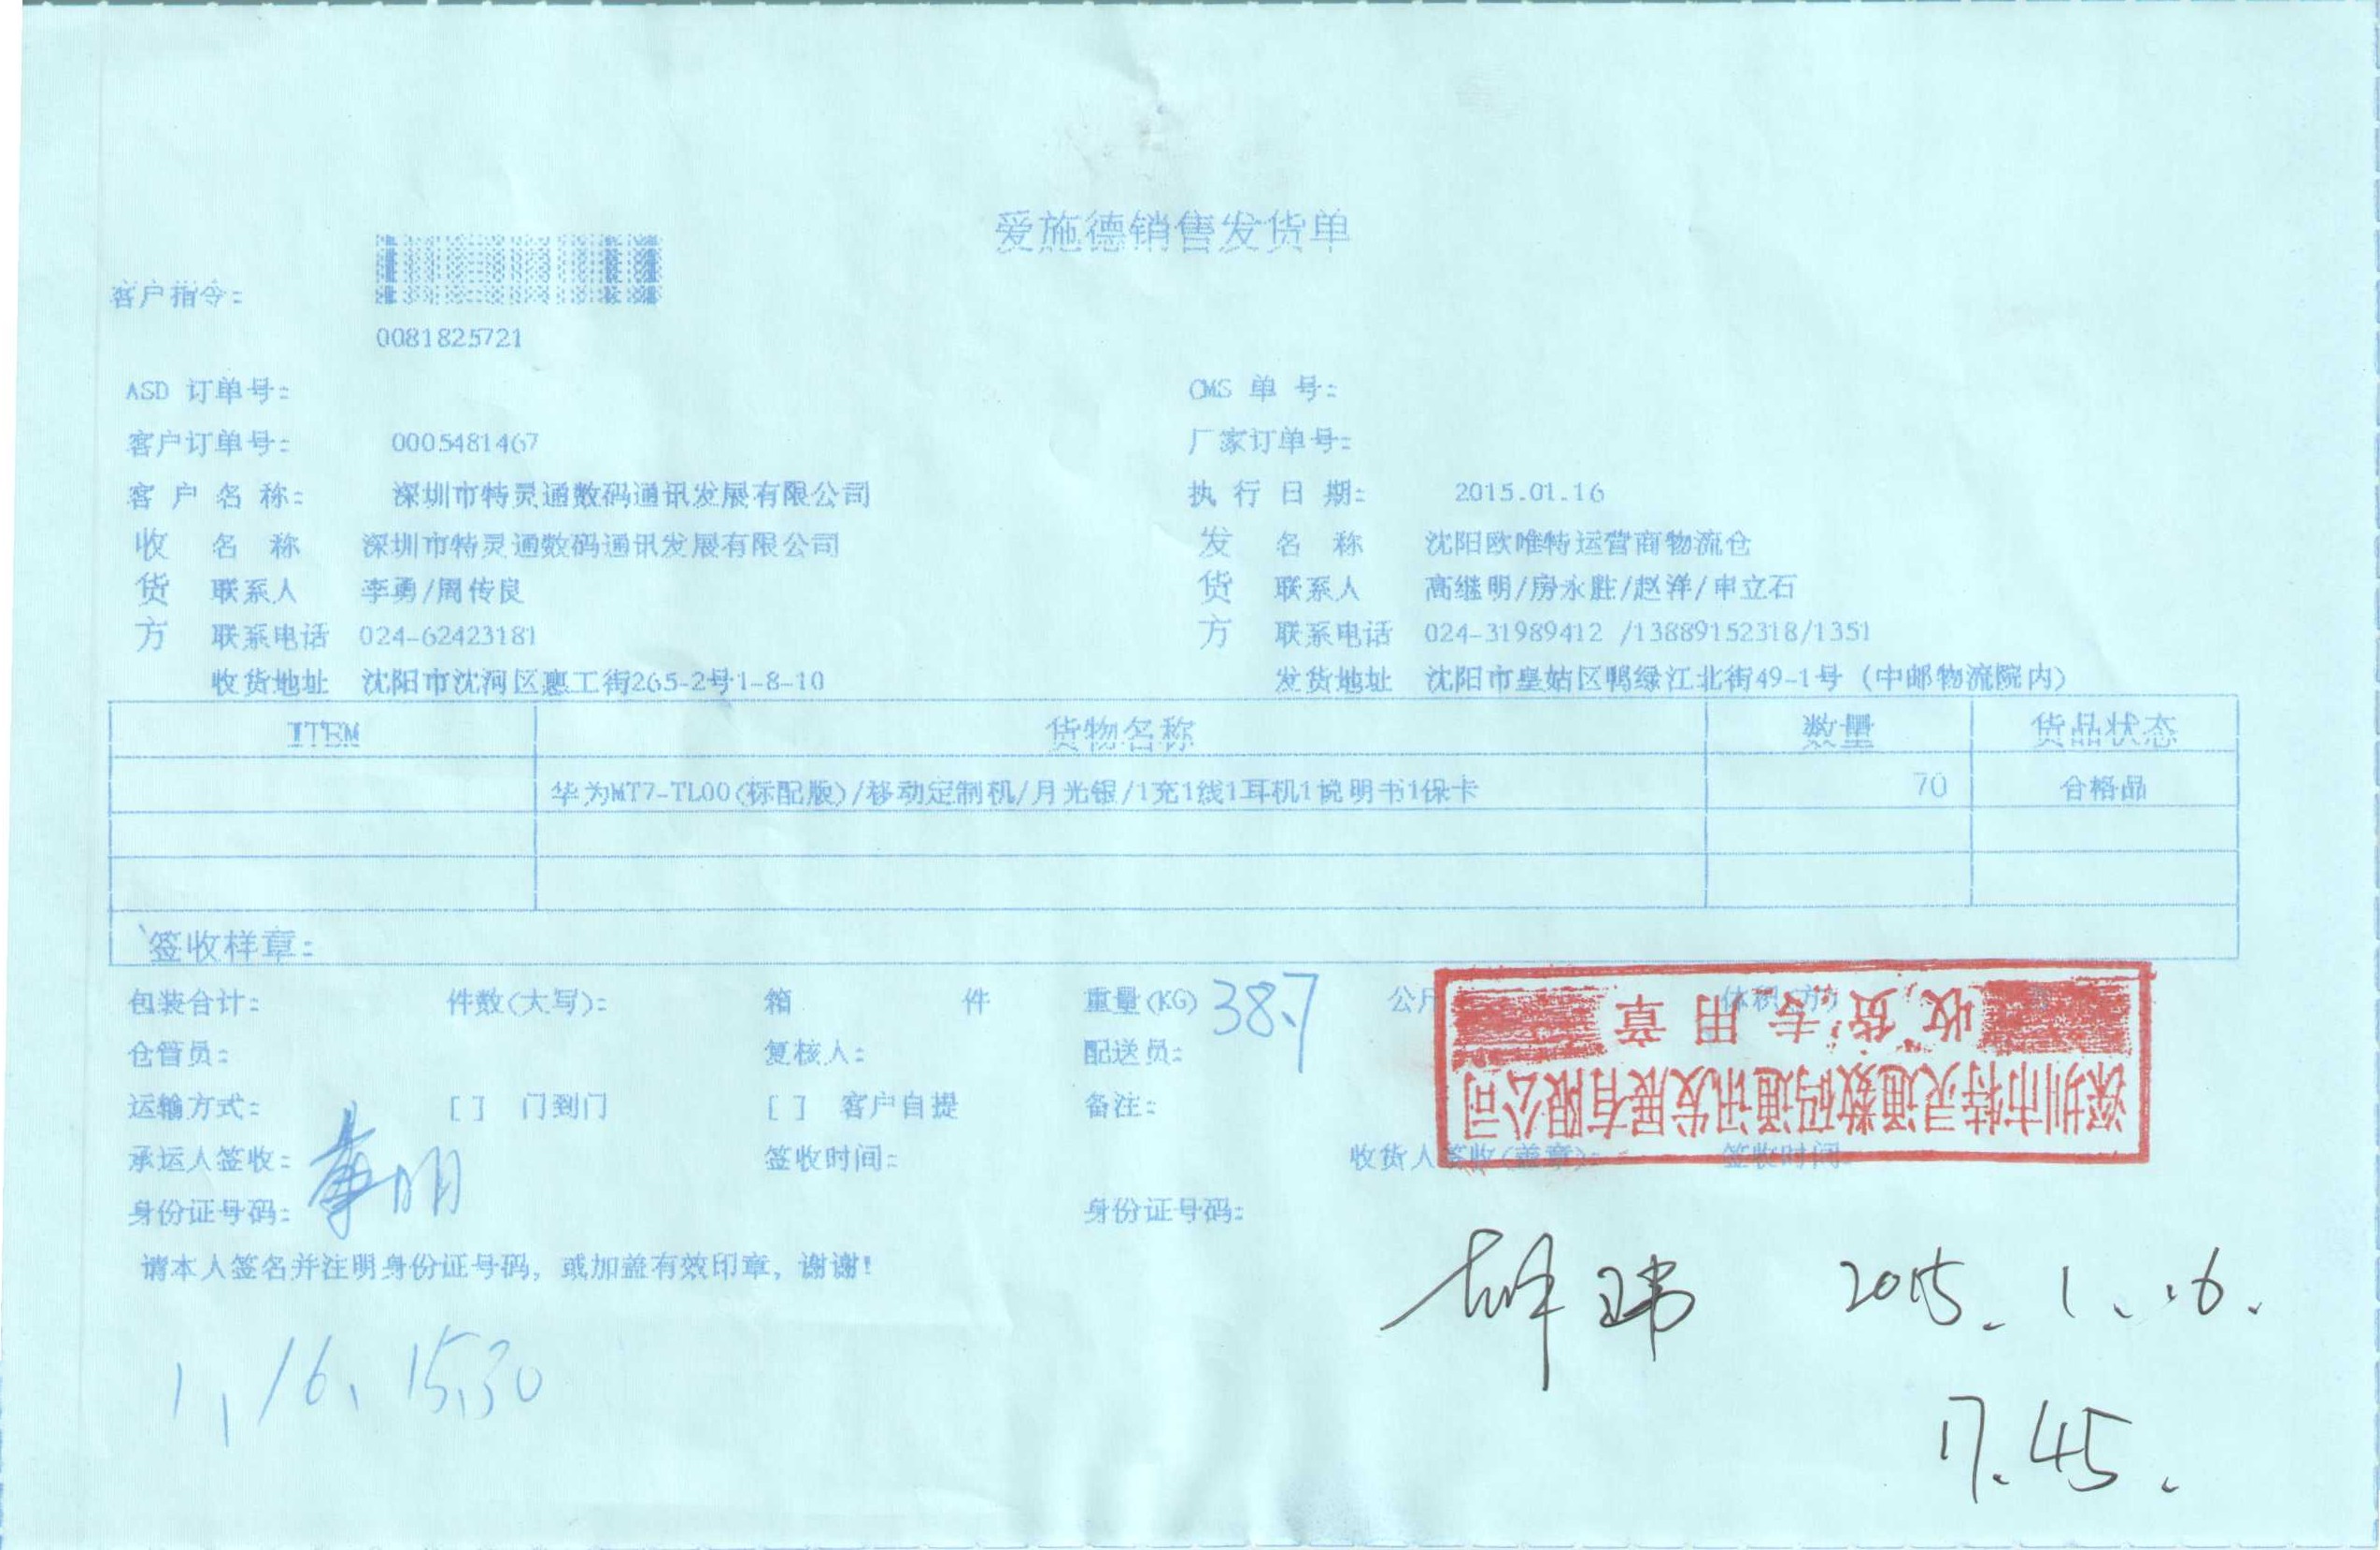 爱施德销售发货单
客户指令:
0081825721
ASD 订单号: OMS 单 号:
客户订单号: 0005481467 厂家订单号:
客 户 名 称: 深圳市特灵通数码通讯发展有限公司 执 行 日 期: 2015.01.16
收 名 称 深圳市特灵通数码通讯发展有限公司 发 名 称 沈阳欧唯特运营商物流仓
货 联系人 李勇/周传良 货 联系人 高继明/房永胜/赵洋/申立石
方 联系电话 024-62423181 方 联系电话 024-31989412 /13889152318/1351
收货地址 沈阳市沈河区惠工街265-2号1-8-10 发货地址 沈阳市皇姑区鸭绿江北街49-1号 (中邮物流院内)
ITEM 货物名称 数量 货品状态
华为MT7-TL00(标配版)/移动定制机/月光银/1充1线1耳机1说明书1保卡 70 合格品
签收样章:
包装合计: 件数(大写): 箱 件 重量(KG) 38.7 公斤 体积(方)
收货专用章
仓管员: 复核人: 配送员:
深圳市特灵通数码通讯发展有限公司
运输方式: [ ] 门到门 [ ] 客户自提 备注:
承运人签收: 签收时间: 收货人签收(盖章): 签收时间:
身份证号码: 身份证号码:
请本人签名并注明身份证号码, 或加盖有效印章, 谢谢!
2015. 1. 16.
1, 16, 15,30
17.45.